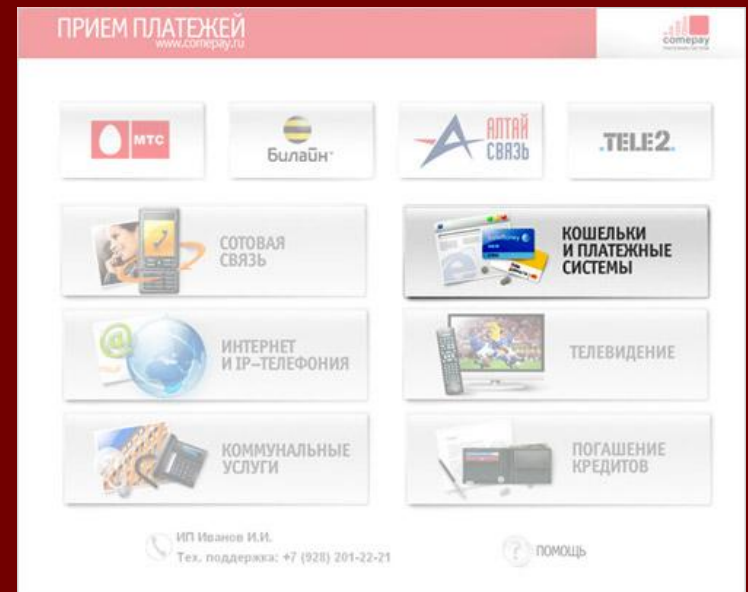 ПРИЕМ ПЛАТЕЖЕЙ
www.comepay.ru
comepay
МТС
Билайн
АЛТАЙ
СВЯЗЬ
TELE2
СОТОВАЯ
СВЯЗЬ
КОШЕЛЬКИ
И ПЛАТЕЖНЫЕ
СИСТЕМЫ
ИНТЕРНЕТ
И IP-ТЕЛЕФОНИЯ
ТЕЛЕВИДЕНИЕ
КОММУНАЛЬНЫЕ
УСЛУГИ
ПОГАШЕНИЕ
КРЕДИТОВ
ИП Иванов И.И.
Тех. поддержка: +7 (928) 201-22-21
? ПОМОЩЬ